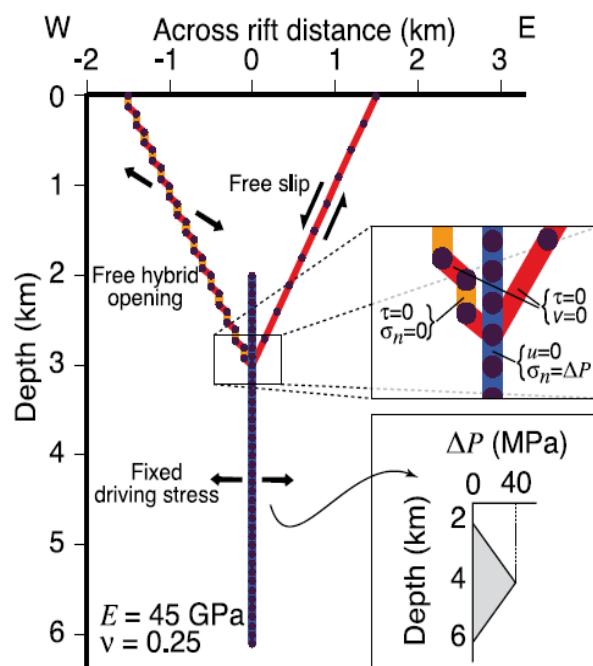 W Across rift distance (km) E
-2 -1 0 1 2 3
0
1
2
3
4
5
6
Depth (km)
Free slip
Free hybrid
opening
τ=0
σn=0
τ=0
v=0
u=0
σn=ΔP
Fixed
driving stress
ΔP (MPa)
0 40
2
4
6
Depth (km)
E = 45 GPa
ν = 0.25